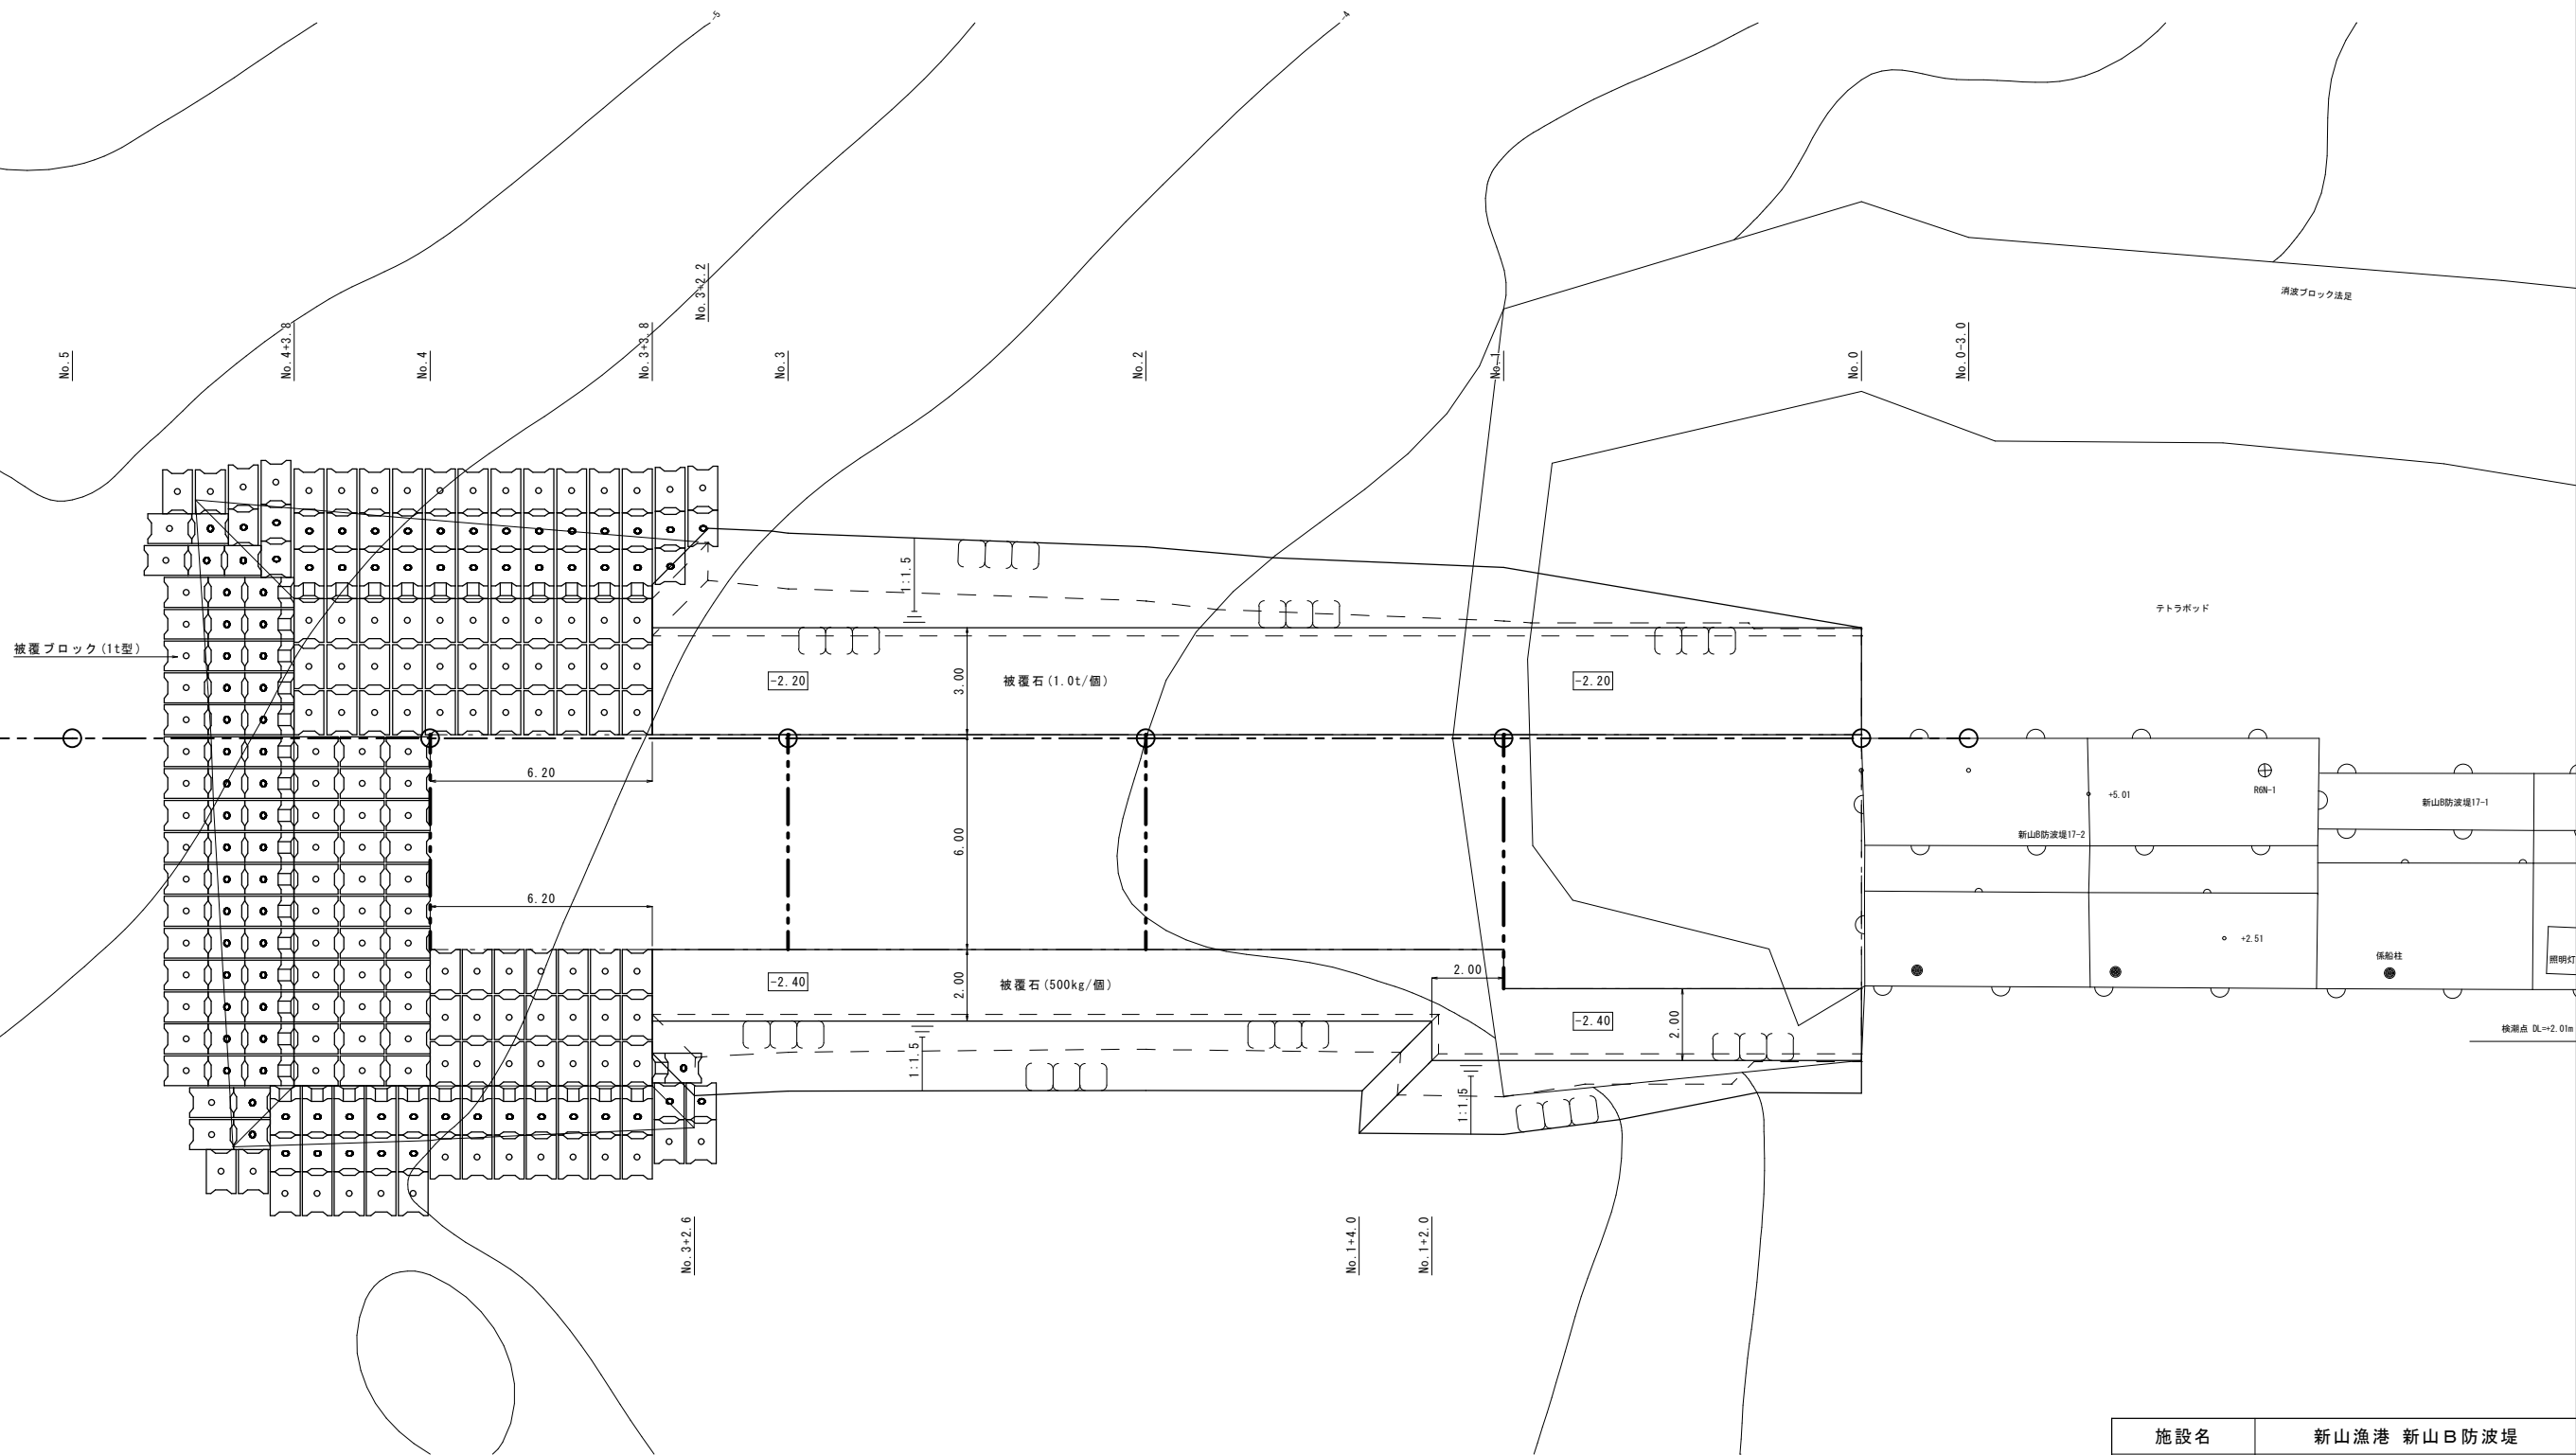 -5
-4
No.3+2.2
消波ブロック法足
No.5
No.4+3.8
No.4
No.3+3.8
No.3
No.2
No.1
No.0
No.0-3.0
1:1.5
テトラポッド
被覆ブロック(1t型)
-2.20
3.00
被覆石(1.0t/個)
-2.20
6.20
6.00
+5.01
R6N-1
新山B防波堤17-1
新山B防波堤17-2
6.20
+2.51
係船柱
照明灯
-2.40
2.00
被覆石(500kg/個)
2.00
-2.40
2.00
検潮点 DL=+2.01m
1:1.5
1:1.5
No.3+2.6
No.1+4.0
No.1+2.0
施設名 新山漁港 新山B防波堤